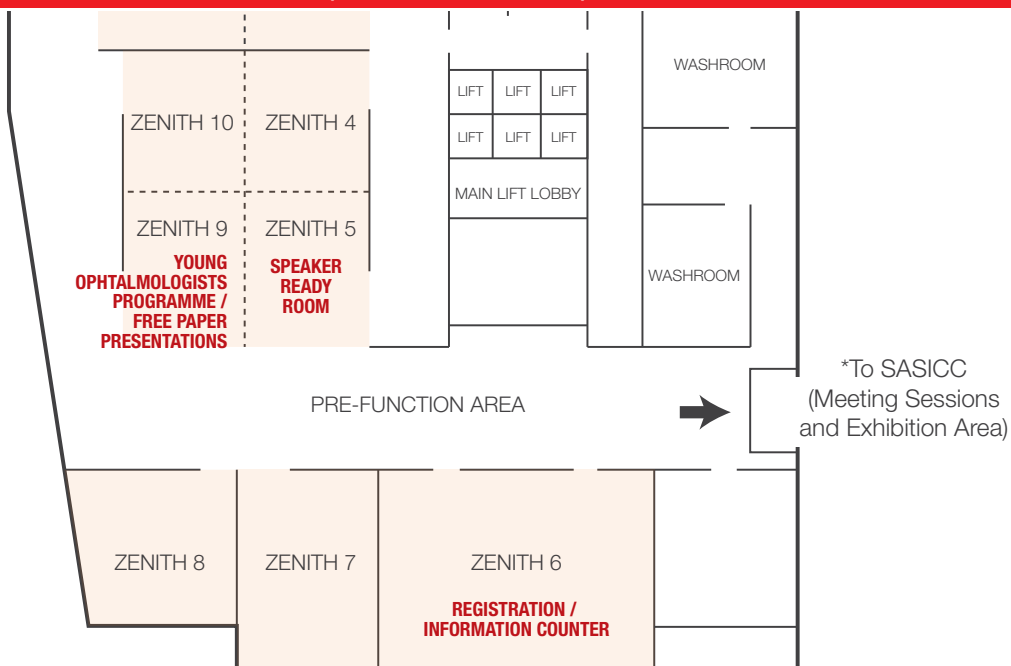 WASHROOM
LIFT LIFT LIFT
LIFT LIFT LIFT
ZENITH 10
ZENITH 4
MAIN LIFT LOBBY
ZENITH 9
YOUNG
OPHTALMOLOGISTS
PROGRAMME /
FREE PAPER
PRESENTATIONS
ZENITH 5
SPEAKER
READY
ROOM
WASHROOM
PRE-FUNCTION AREA
*To SASICC
(Meeting Sessions
and Exhibition Area)
ZENITH 8
ZENITH 7
ZENITH 6
REGISTRATION /
INFORMATION COUNTER